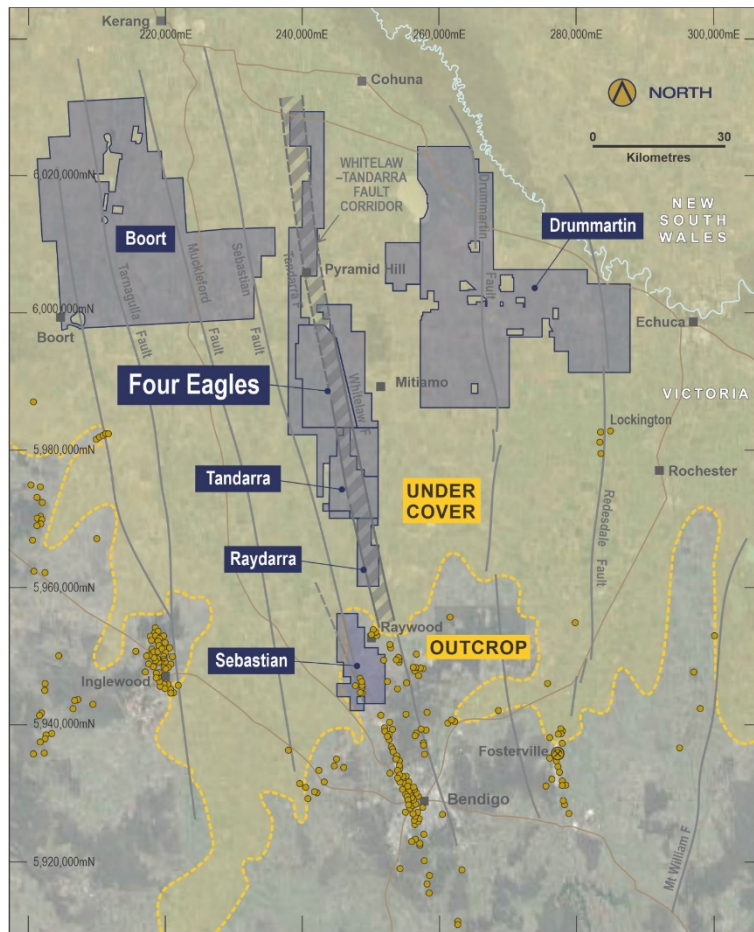 Kerang
220,000mE
240,000mE
260,000mE
280,000mE
300,000mE
Cohuna
NORTH
0
30
Kilometres
6,020,000mN
WHITELAW
–TANDARRA
FAULT
CORRIDOR
Drummartin
Fault
NEW
SOUTH
WALES
Boort
Drummartin
Tarnagulla
Fault
Muckleford
Fault
Sebastian
Fault
Tandarra F
Pyramid Hill
6,000,000mN
Boort
Echuca
Four Eagles
Whitelaw F
Mitiamo
VICTORIA
Lockington
5,980,000mN
Rochester
Tandarra
UNDER
COVER
Redesdale
Fault
Raydarra
5,960,000mN
Raywood
OUTCROP
Sebastian
Inglewood
5,940,000mN
Fosterville
Bendigo
Mt William F
5,920,000mN